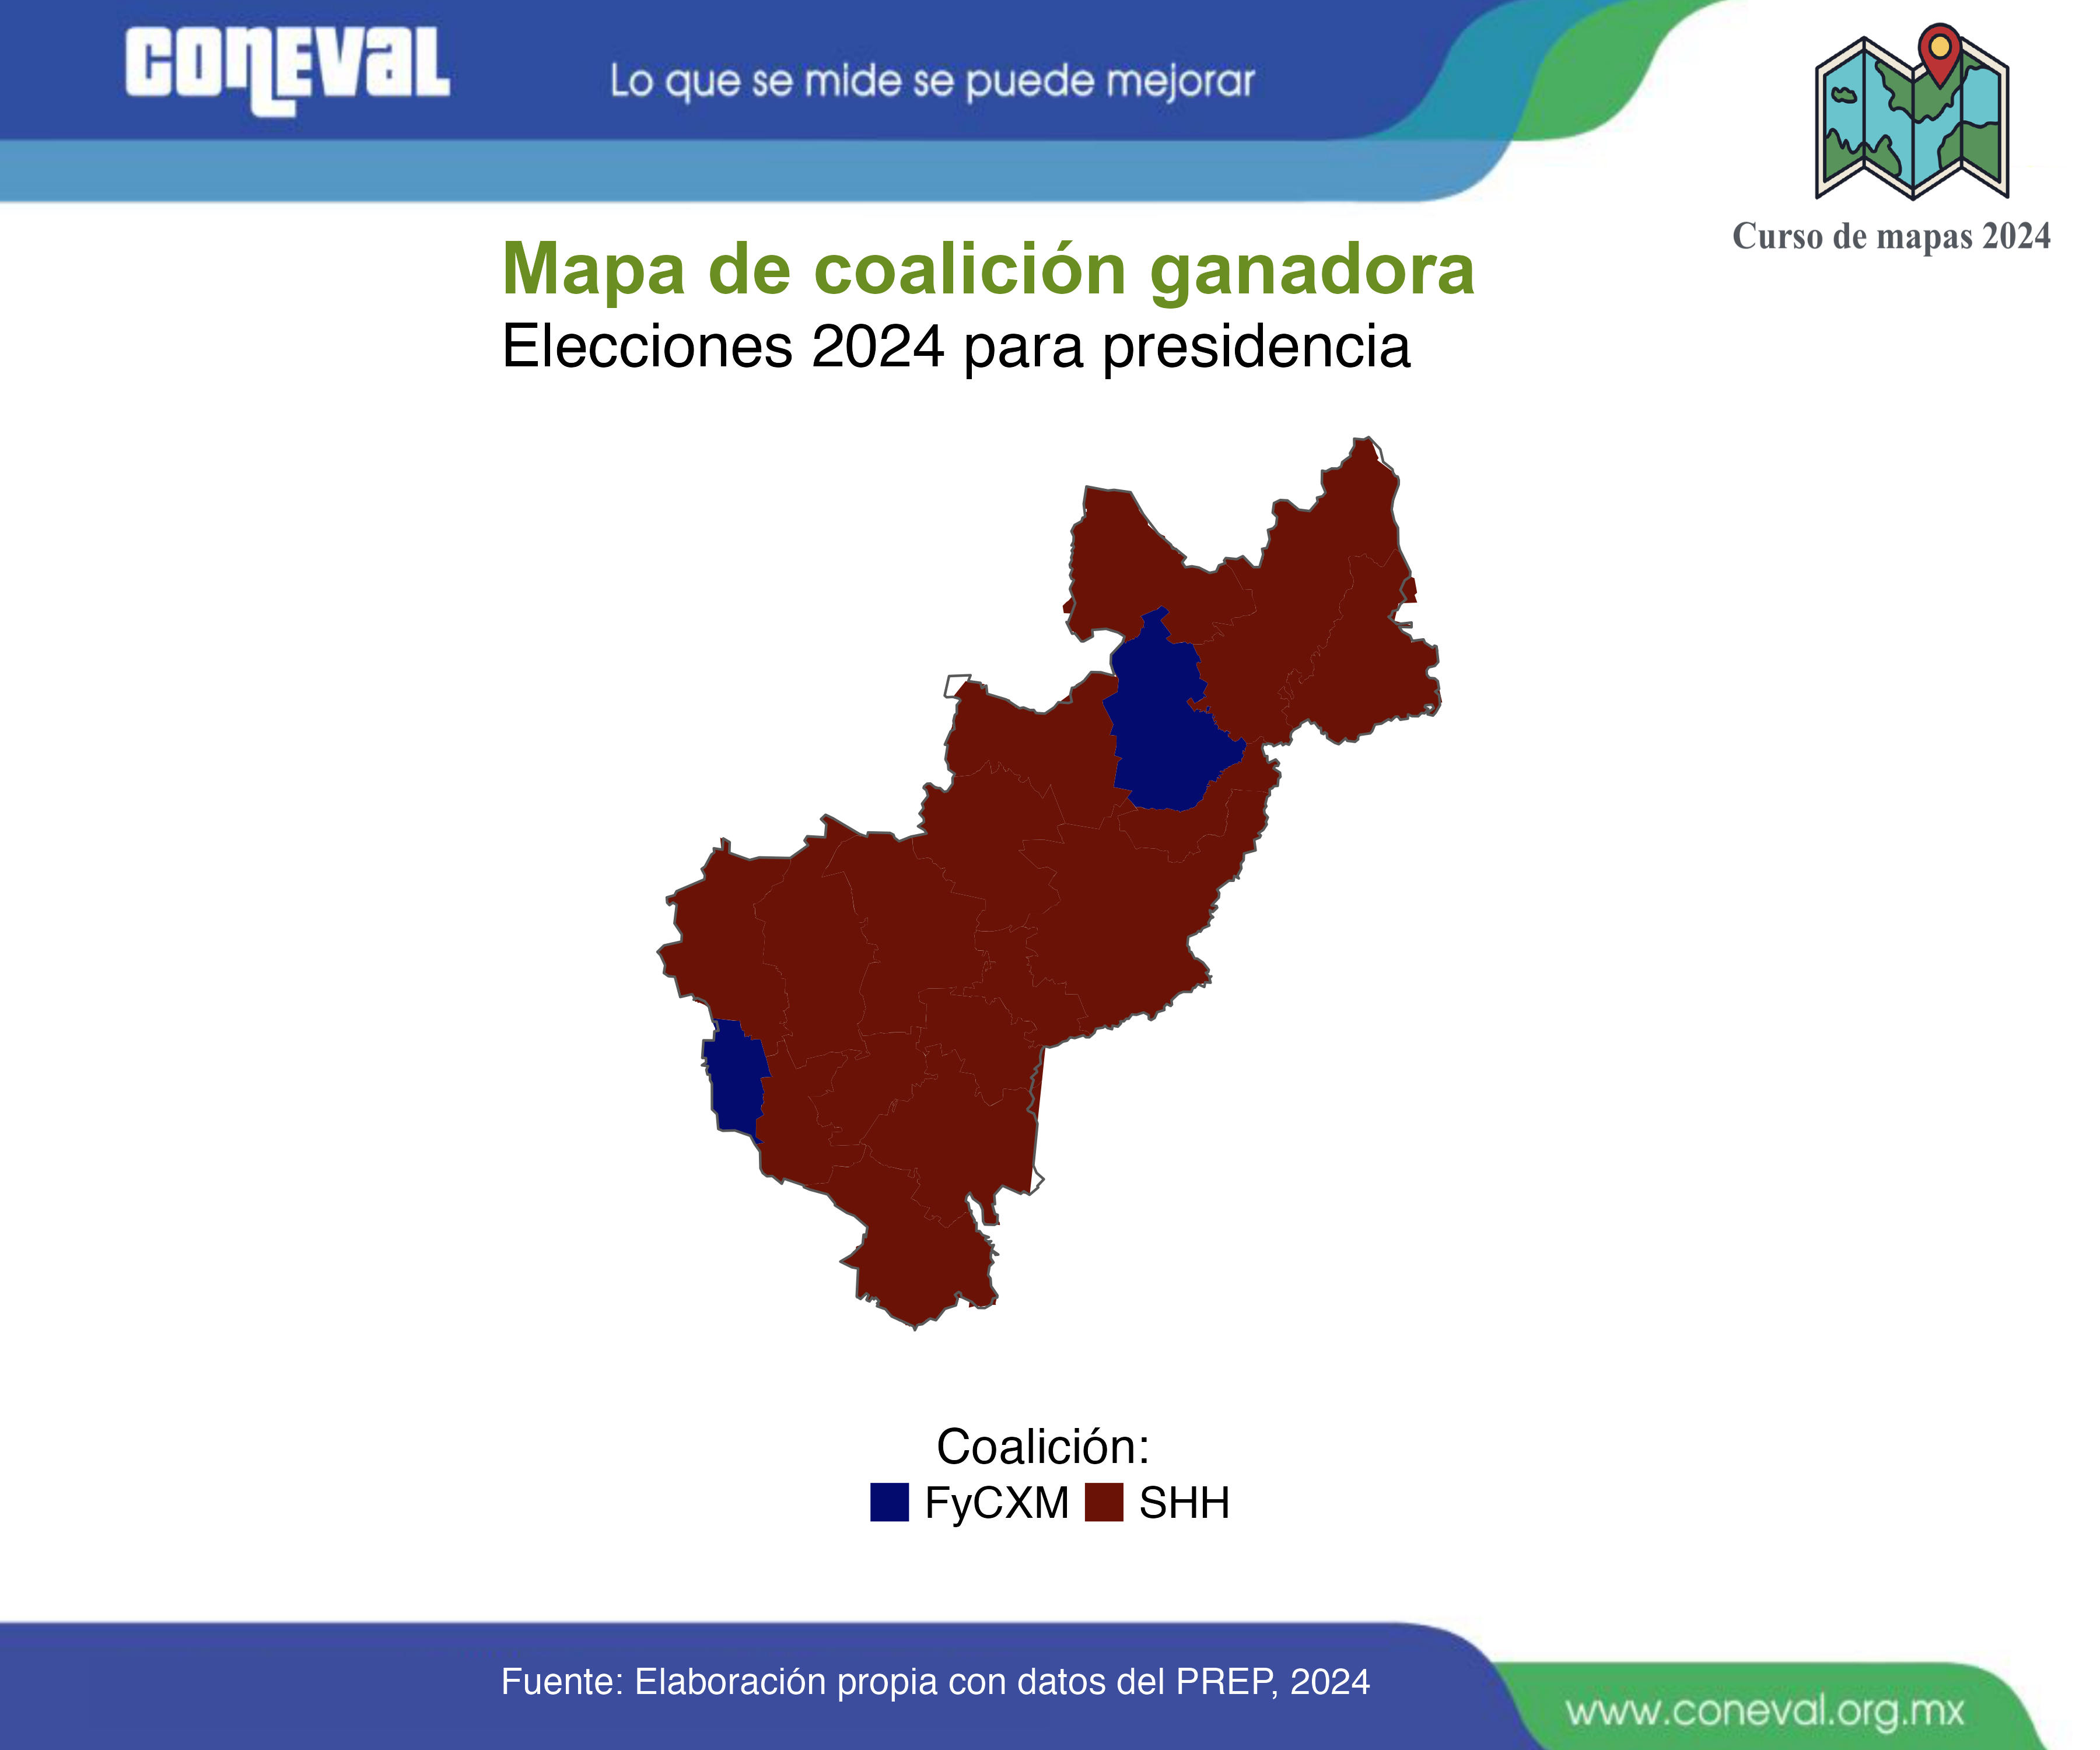 CONEVAL
Lo que se mide se puede mejorar
Curso de mapas 2024
Mapa de coalición ganadora
Elecciones 2024 para presidencia
Coalición:
FyCXM SHH
Fuente: Elaboración propia con datos del PREP, 2024
www.coneval.org.mx